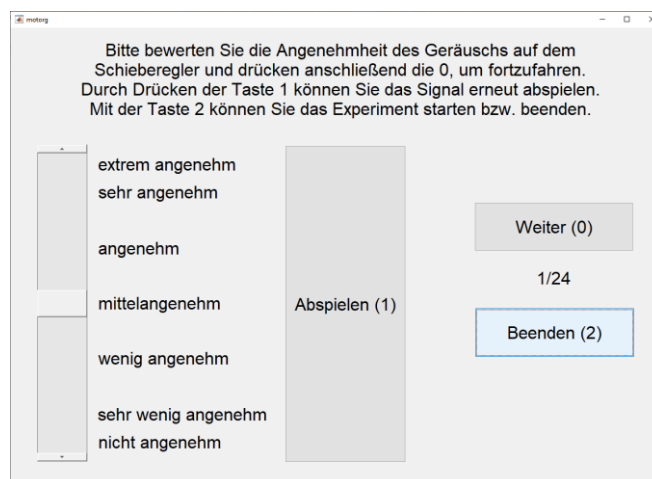 motorg
Bitte bewerten Sie die Angenehmheit des Geräuschs auf dem
Schieberegler und drücken anschließend die 0, um fortzufahren.
Durch Drücken der Taste 1 können Sie das Signal erneut abspielen.
Mit der Taste 2 können Sie das Experiment starten bzw. beenden.
extrem angenehm
sehr angenehm
angenehm
mittelangenehm
wenig angenehm
sehr wenig angenehm
nicht angenehm
Abspielen (1)
Weiter (0)
1/24
Beenden (2)